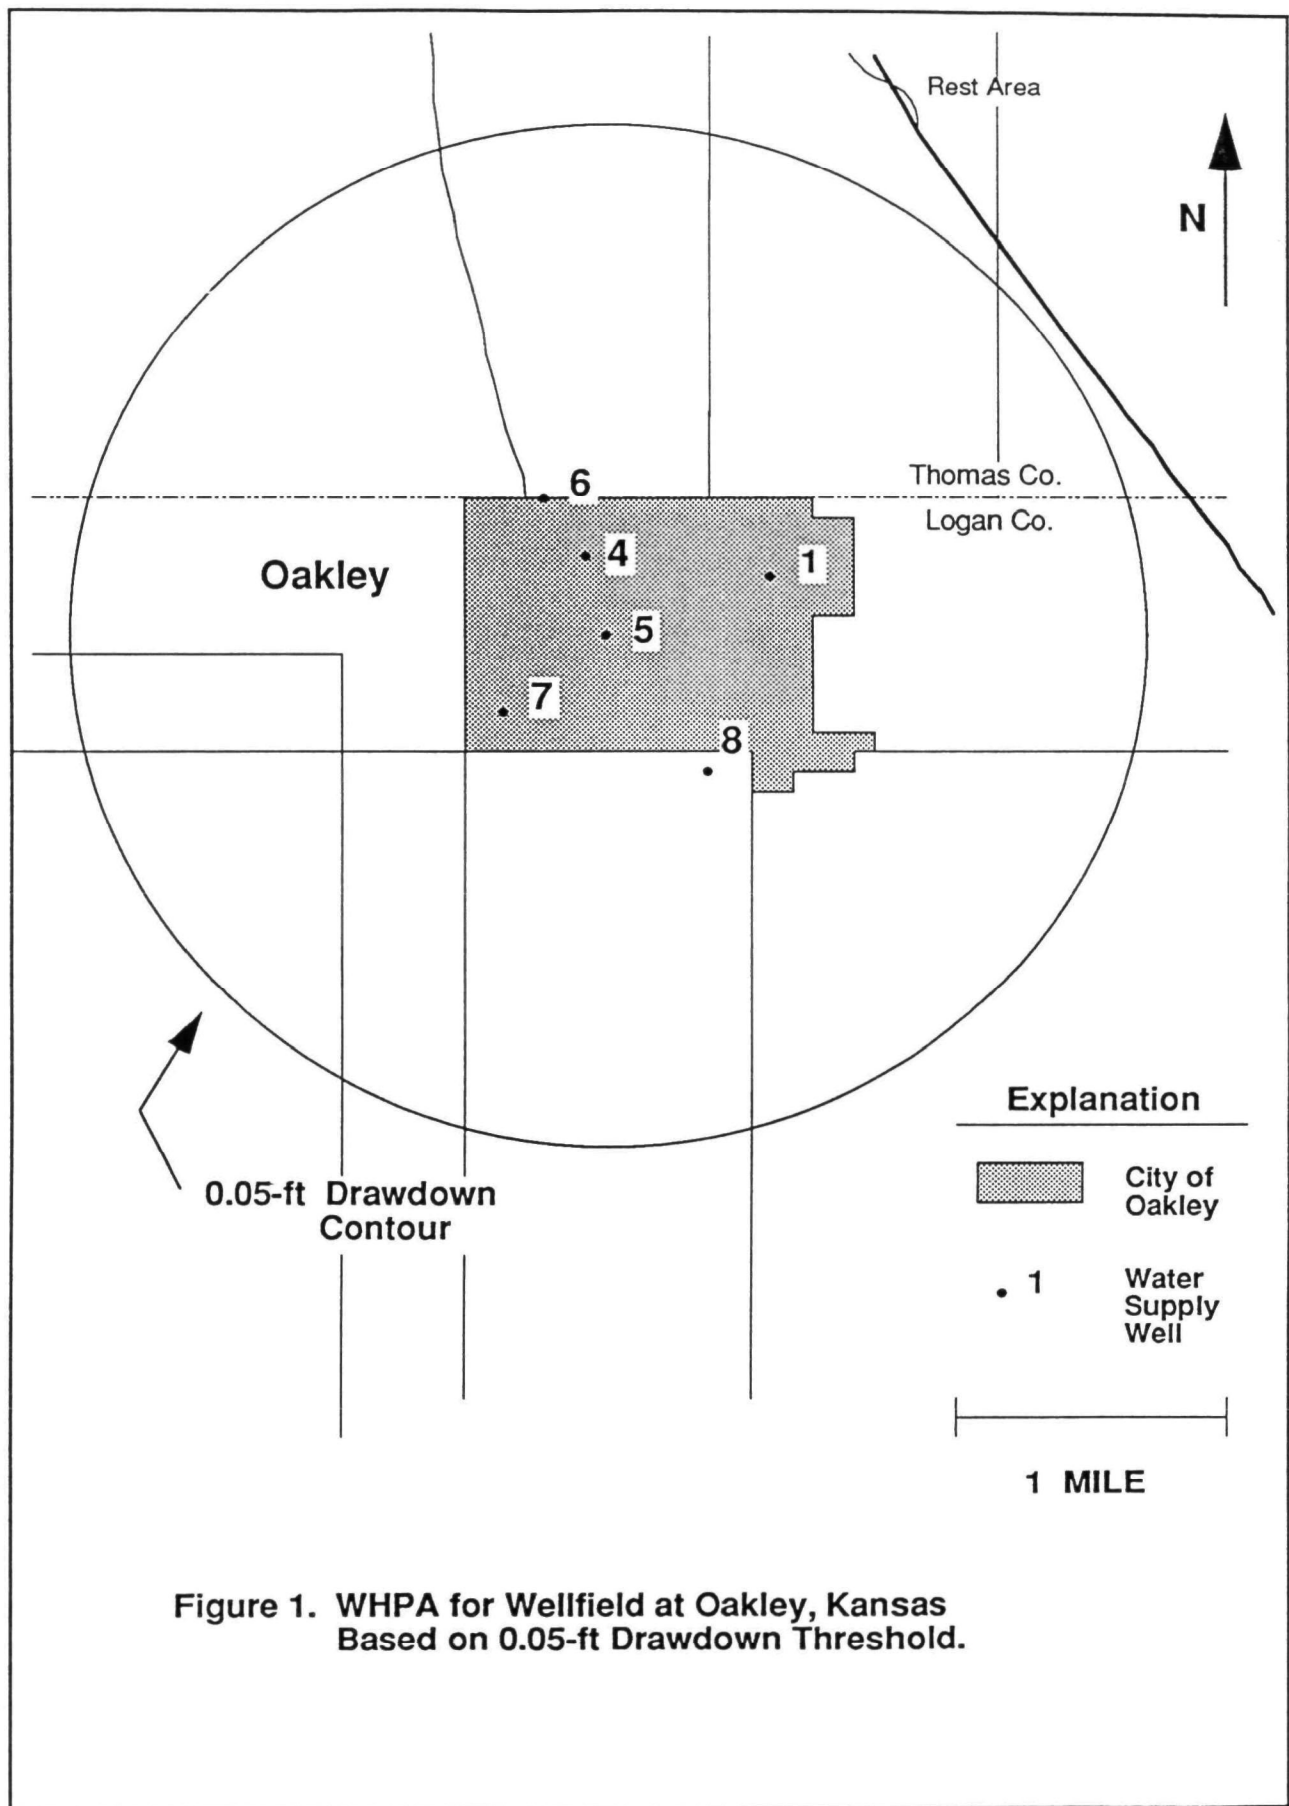 Rest Area
N
Thomas Co.
Logan Co.
6
4
1
Oakley
5
7
8
0.05-ft Drawdown
Contour
Explanation
City of
Oakley
1
Water
Supply
Well
1 MILE
Figure 1. WHPA for Wellfield at Oakley, Kansas
Based on 0.05-ft Drawdown Threshold.